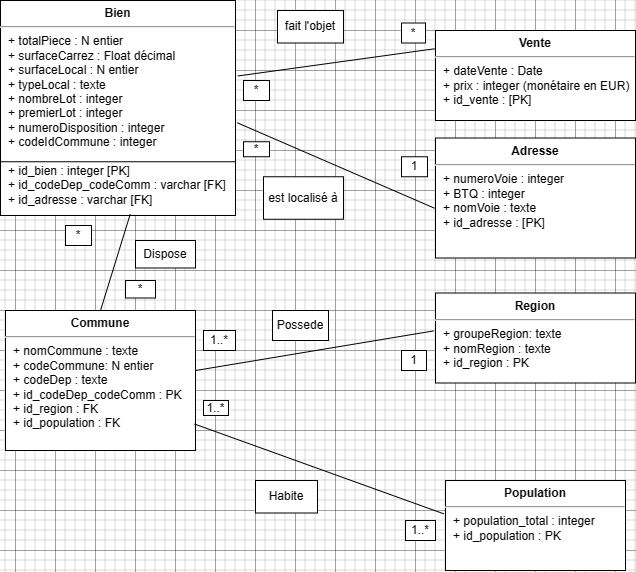 Bien
+ totalPiece : N entier
+ surfaceCarrez : Float décimal
+ surfaceLocal : N entier
+ typeLocal : texte
+ nombreLot : integer
+ premierLot : integer
+ numeroDisposition : integer
+ codeIdCommune : integer
+ id_bien : integer [PK]
+ id_codeDep_codeComm : varchar [FK]
+ id_adresse : varchar [FK]
fait l'objet
*
*
Vente
+ dateVente : Date
+ prix : integer (monétaire en EUR)
+ id_vente : [PK]
*
1
est localisé à
Adresse
+ numeroVoie : integer
+ BTQ : integer
+ nomVoie : texte
+ id_adresse : [PK]
*
Dispose
*
Commune
+ nomCommune : texte
+ codeCommune: N entier
+ codeDep : texte
+ id_codeDep_codeComm : PK
+ id_region : FK
+ id_population : FK
Possede
1..*
1
Region
+ groupeRegion: texte
+ nomRegion : texte
+ id_region : PK
1..*
Habite
1..*
Population
+ population_total : integer
+ id_population : PK